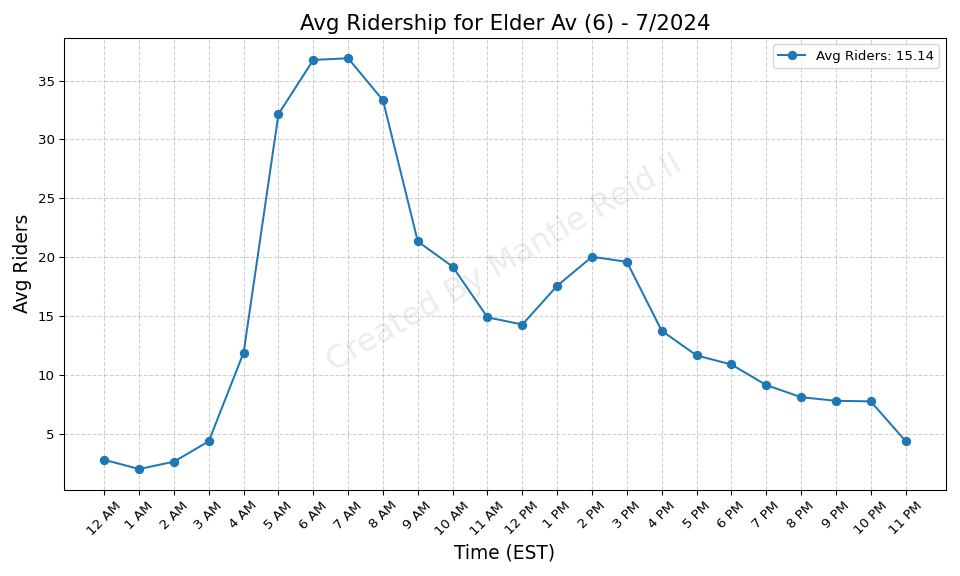 Avg Ridership for Elder Av (6) - 7/2024
Avg Riders: 15.14
Avg Riders
35
30
25
20
15
10
5
Created By Mantie Reid II
12 AM
1 AM
2 AM
3 AM
4 AM
5 AM
6 AM
7 AM
8 AM
9 AM
10 AM
11 AM
12 PM
1 PM
2 PM
3 PM
4 PM
5 PM
6 PM
7 PM
8 PM
9 PM
10 PM
11 PM
Time (EST)